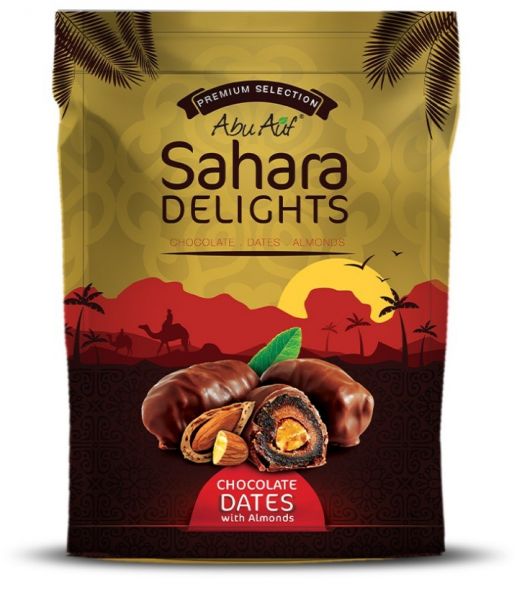 PREMIUM SELECTION
Abu Auf®
Sahara
DELIGHTS
CHOCOLATE . DATES . ALMONDS
CHOCOLATE
DATES
with Almonds